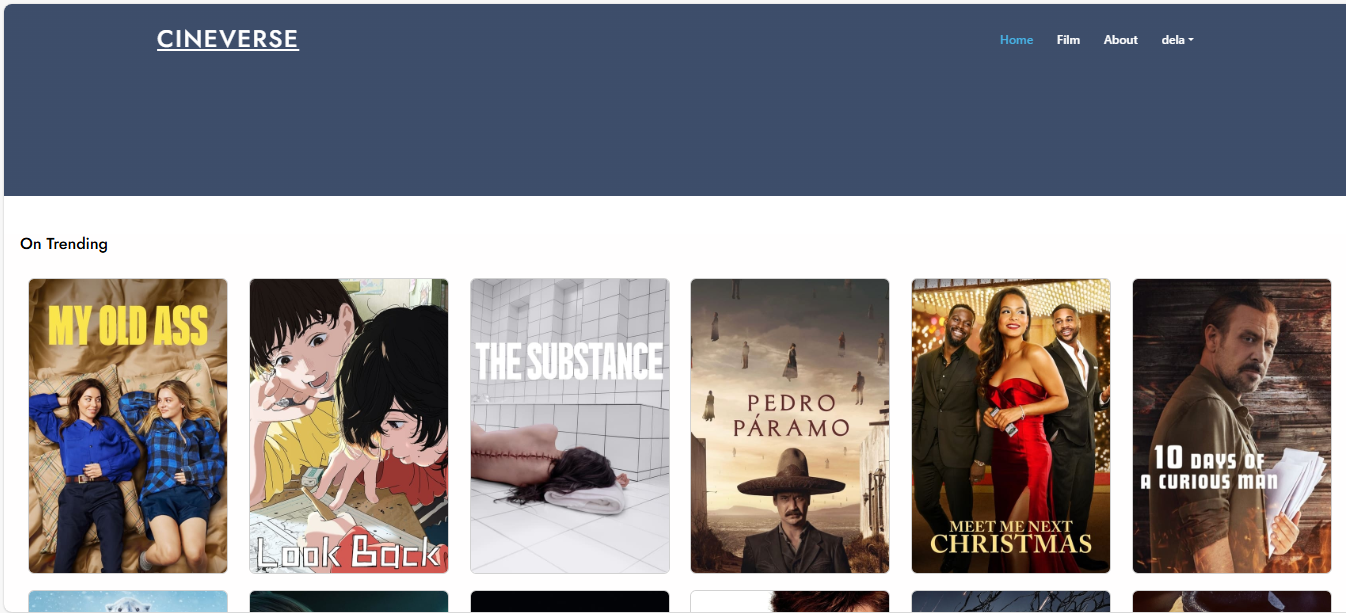 CINEVERSE
Home Film About dela
On Trending
MY OLD ASS
Look Back
THE SUBSTANCE
PEDRO
PÁRAMO
MEET ME NEXT
CHRISTMAS
10 DAYS OF
A CURIOUS MAN